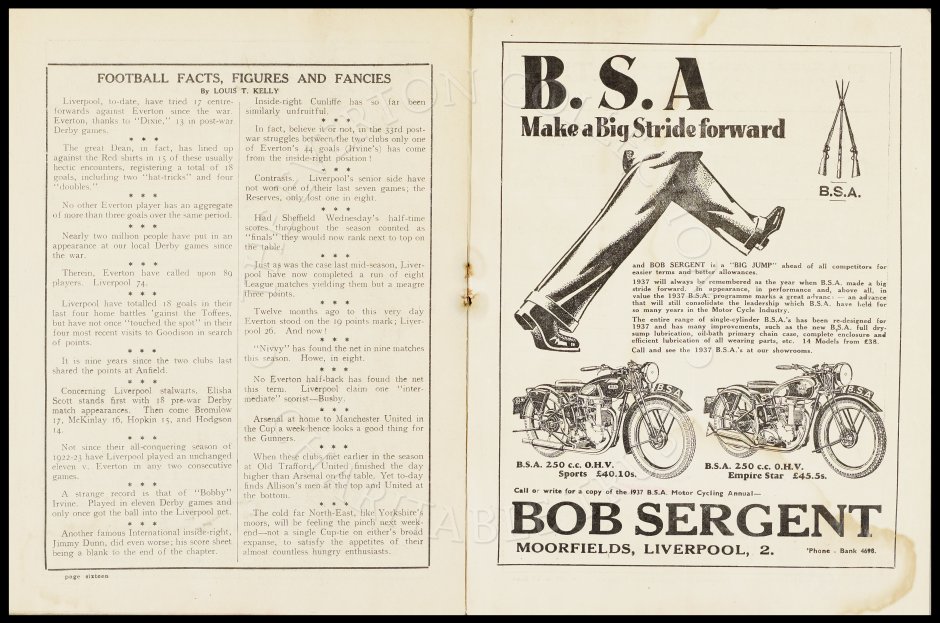 FOOTBALL FACTS, FIGURES AND FANCIES
By LOUIS T. KELLY
Liverpool, to-date, have tried 17 centre-
forwards against Everton since the war.
Everton, thanks to "Dixie," 13 in post-war
Derby games.
* * *
The great Dean, in fact, has lined up
against the Red shirts in 15 of these usually
hectic encounters, registering a total of 18
goals, including two "hat-tricks" and four
"doubles."
* * *
No other Everton player has an aggregate
of more than three goals over the same period.
* * *
Nearly two million people have put in an
appearance at our local Derby games since
the war.
* * *
Therein, Everton have called upon 89
players. Liverpool 74.
* * *
Liverpool have totalled 18 goals in their
last four home battles 'gainst the Toffees,
but have not once "touched the spot" in their
four most recent visits to Goodison in search
of points.
* * *
It is nine years since the two clubs last
shared the points at Anfield.
* * *
Concerning Liverpool stalwarts, Elisha
Scott stands first with 18 pre-war Derby
match appearances. Then come Bromilow
17, McKinlay 16, Hopkin 15, and Hodgson
14.
* * *
Not since their all-conquering season of
1922-23 have Liverpool played an unchanged
eleven v. Everton in any two consecutive
games.
* * *
A strange record is that of "Bobby"
Irvine. Played in eleven Derby games and
only once got the ball into the Liverpool net.
* * *
Another famous International inside-right,
Jimmy Dunn, did even worse; his score sheet
being a blank to the end of the chapter.
Inside-right Cunliffe has so far been
similarly unfruitful.
* * *
In fact, believe it or not, in the 33rd post-
war struggles between the two clubs only one
of Everton's 44 goals (Irvine's) has come
from the inside-right position!
* * *
Contrasts. Liverpool's senior side have
not won one of their last seven games; the
Reserves, only lost one in eight.
* * *
Had Sheffield Wednesday's half-time
scores throughout the season counted as
"finals" they would now rank next to top on
the table.
* * *
Just as was the case last mid-season, Liver-
pool have now completed a run of eight
League matches yielding them but a meagre
three points.
* * *
Twelve months ago to this very day
Everton stood on the 19 points mark; Liver-
pool 26. And now!
* * *
"Nivvy" has found the net in nine matches
this season. Howe, in eight.
* * *
No Everton half-back has found the net
this term. Liverpool claim one "inter-
mediate" scorist—Busby.
* * *
Arsenal at home to Manchester United in
the Cup a week hence looks a good thing for
the Gunners.
* * *
When these clubs met earlier in the season
at Old Trafford, United finished the day
higher than Arsenal on the table. Yet to-day
finds Allison's men at the top and United at
the bottom.
* * *
The cold far North-East, like Yorkshire's
moors, will be feeling the pinch next week-
end—not a single Cup-tie on either's broad
expanse, to satisfy the appetites of their
almost countless hungry enthusiasts.
page sixteen
B.S.A
Make a Big Stride forward
B.S.A.
and BOB SERGENT is a "BIG JUMP" ahead of all competitors for
easier terms and better allowances.
1937 will always be remembered as the year when B.S.A. made a big
stride forward. In appearance, in performance and, above all, in
value the 1937 B.S.A. programme marks a great advance — an advance
that will still consolidate the leadership which B.S.A. have held for
so many years in the Motor Cycle Industry.
The entire range of single-cylinder B.S.A.'s has been re-designed for
1937 and has many improvements, such as the new B.S.A. full dry-
sump lubrication, oil-bath primary chain case, complete enclosure and
efficient lubrication of all wearing parts, etc. 14 Models from £38.
Call and see the 1937 B.S.A.'s at our showrooms.
BSA
BSA
B.S.A. 250 c.c. O.H.V.
Sports £40.10s.
B.S.A. 250 c.c. O.H.V.
Empire Star £45.5s.
Call or write for a copy of the 1937 B.S.A. Motor Cycling Annual—
BOB SERGENT
MOORFIELDS, LIVERPOOL, 2.
'Phone - Bank 4698.